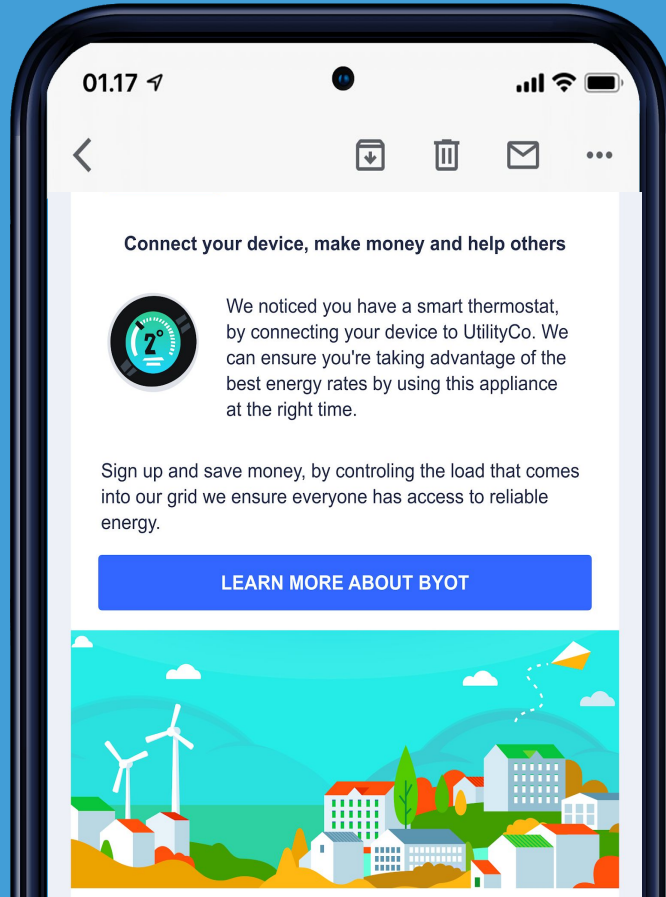 01.17
Connect your device, make money and help others
2°
We noticed you have a smart thermostat,
by connecting your device to UtilityCo. We
can ensure you're taking advantage of the
best energy rates by using this appliance
at the right time.
Sign up and save money, by controling the load that comes
into our grid we ensure everyone has access to reliable
energy.
LEARN MORE ABOUT BYOT